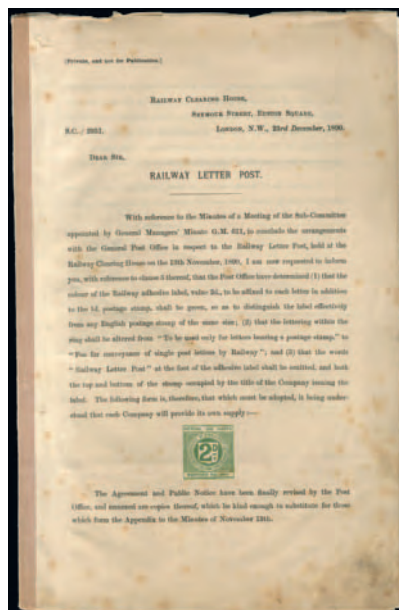 [Private, and not for Publication.]
RAILWAY CLEARING HOUSE,
SEYMOUR STREET, EUSTON SQUARE,
S.C./2051. LONDON, N.W., 23rd December, 1890.
DEAR SIR,
RAILWAY LETTER POST.
With reference to the Minutes of a Meeting of the Sub-Committee
appointed by General Managers' Minute G.M. 621, to conclude the arrangements
with the General Post Office in respect to the Railway Letter Post, held at the
Railway Clearing House on the 13th November, 1890, I am now requested to inform
you, with reference to clause 3 thereof, that the Post Office have determined (1) that the
colour of the Railway adhesive label, value 2d., to be affixed to each letter in addition
to the 1d. postage stamp, shall be green, so as to distinguish the label effectively
from any English postage stamp of the same size; (2) that the lettering within the
ring shall be altered from "To be used only for letters bearing a postage stamp," to
"Fee for conveyance of single post letters by Railway"; and (3) that the words
"Railway Letter Post" at the foot of the adhesive label shall be omitted, and both
the top and bottom of the stamp occupied by the title of the Company issuing the
label. The following form is, therefore, that which must be adopted, it being under-
stood that each Company will provide its own supply:—
2D
The Agreement and Public Notice have been finally revised by the Post
Office, and annexed are copies thereof, which be kind enough to substitute for those
which form the Appendix to the Minutes of November 13th.